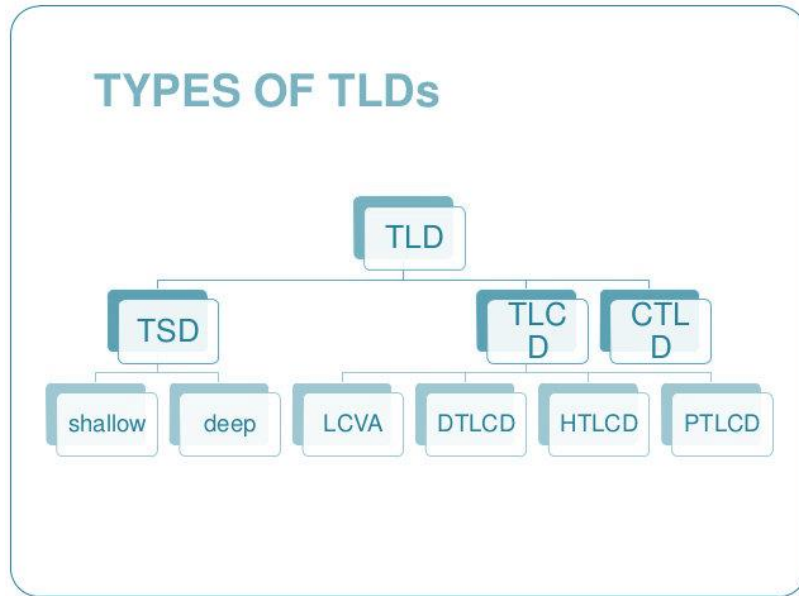 TYPES OF TLDs
TLD
TSD
TLC
D
CTL
D
shallow
deep
LCVA
DTLCD
HTLCD
PTLCD